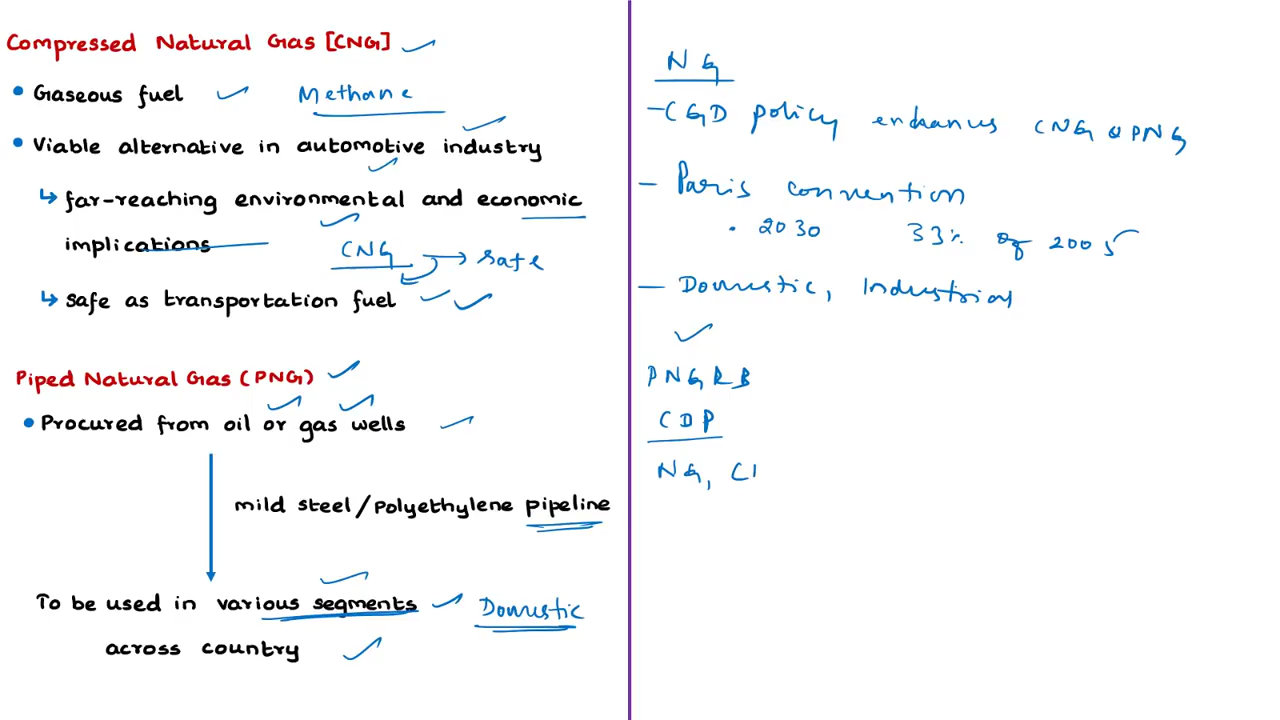 Compressed Natural Gas [CNG]
• Gaseous fuel Methane
• Viable alternative in automotive industry
↳ far-reaching environmental and economic
implications
CNG → safe
↳ safe as transportation fuel
Piped Natural Gas (PNG)
• Procured from oil or gas wells
mild steel/polyethylene pipeline
To be used in various segments Domestic
across country
NG
- CGD policy enhances CNG & PNG
- Paris convention
• 2030 33% of 2005
- Domestic, Industrial
PNGRB
CDP
NG, CI